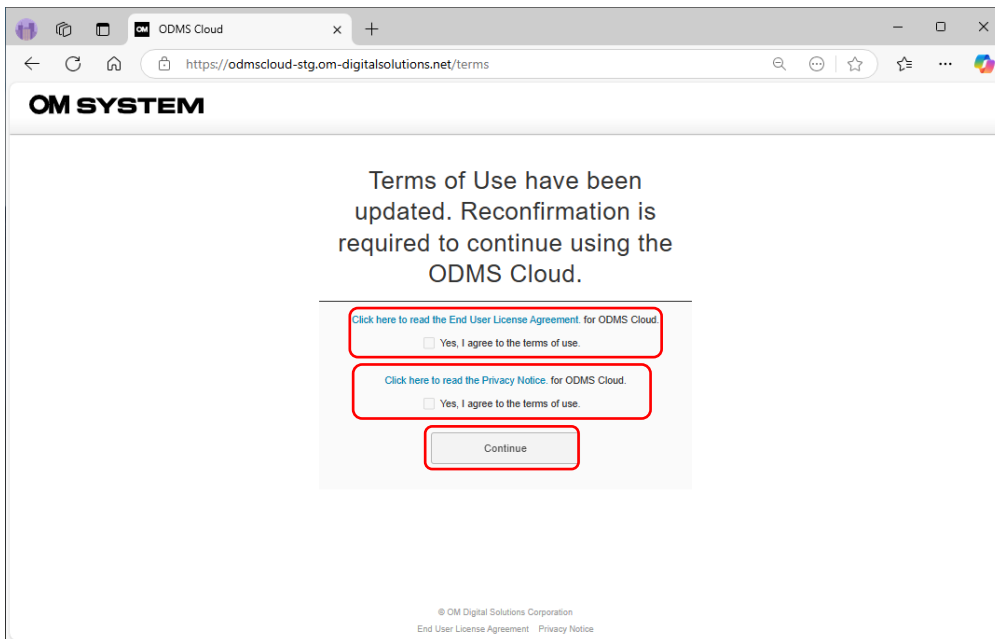 OM
ODMS Cloud
https://odmscloud-stg.om-digitalsolutions.net/terms
OM SYSTEM
Terms of Use have been
updated. Reconfirmation is
required to continue using the
ODMS Cloud.
Click here to read the End User License Agreement. for ODMS Cloud.
Yes, I agree to the terms of use.
Click here to read the Privacy Notice. for ODMS Cloud.
Yes, I agree to the terms of use.
Continue
© OM Digital Solutions Corporation
End User License Agreement Privacy Notice